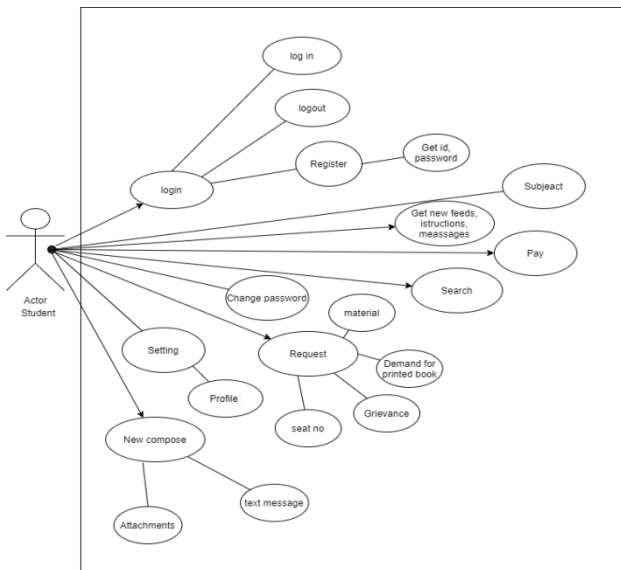 log in
logout
Register
Get id,
password
login
Subjeact
Get new feeds,
istructions,
meassages
Pay
Search
Actor
Student
Change password
material
Setting
Request
Demand for
printed book
Profile
Grievance
seat no
New compose
text message
Attachments